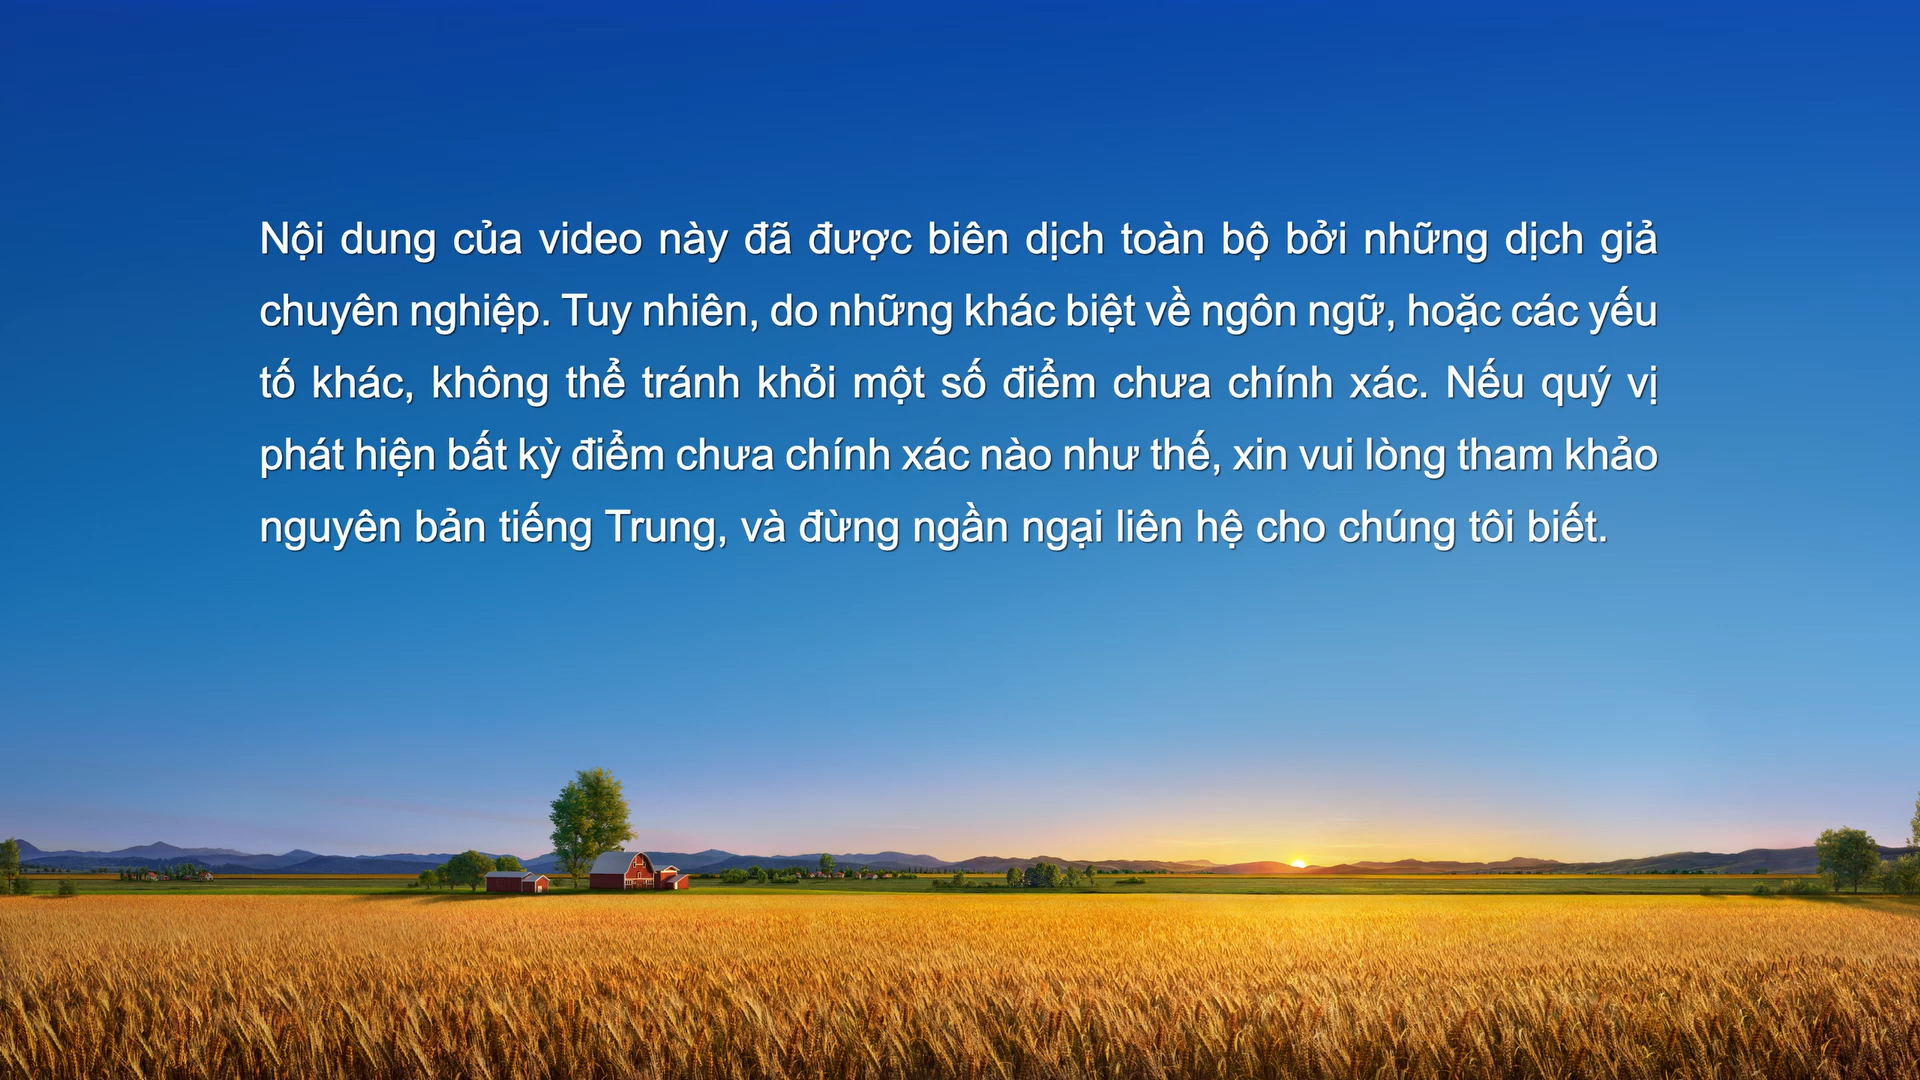 Nội dung của video này đã được biên dịch toàn bộ bởi những dịch giả
chuyên nghiệp. Tuy nhiên, do những khác biệt về ngôn ngữ, hoặc các yếu
tố khác, không thể tránh khỏi một số điểm chưa chính xác. Nếu quý vị
phát hiện bất kỳ điểm chưa chính xác nào như thế, xin vui lòng tham khảo
nguyên bản tiếng Trung, và đừng ngần ngại liên hệ cho chúng tôi biết.